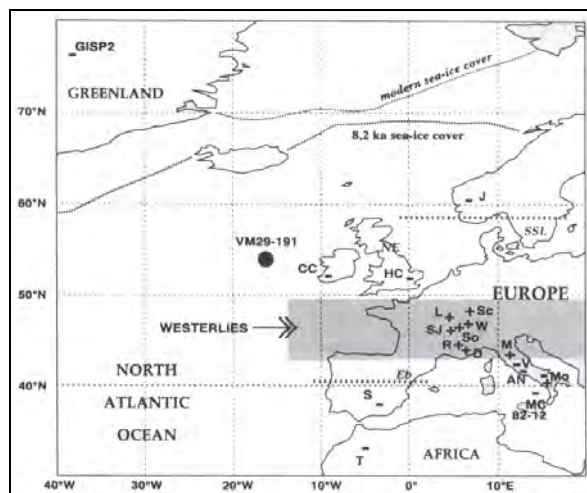 GISP2
GREENLAND
modern sea-ice cover
8,2 ka sea-ice cover
70°N
60°N
50°N
40°N
J
SSL
VM29-191
CC
NE
HC
EUROPE
WESTERLIES
L
Sc
SJ
W
So
R
D
M
V
AN
Mo
MC
82-12
Eb
S
T
NORTH
ATLANTIC
OCEAN
AFRICA
40°W
30°W
20°W
10°W
0°W
10°E